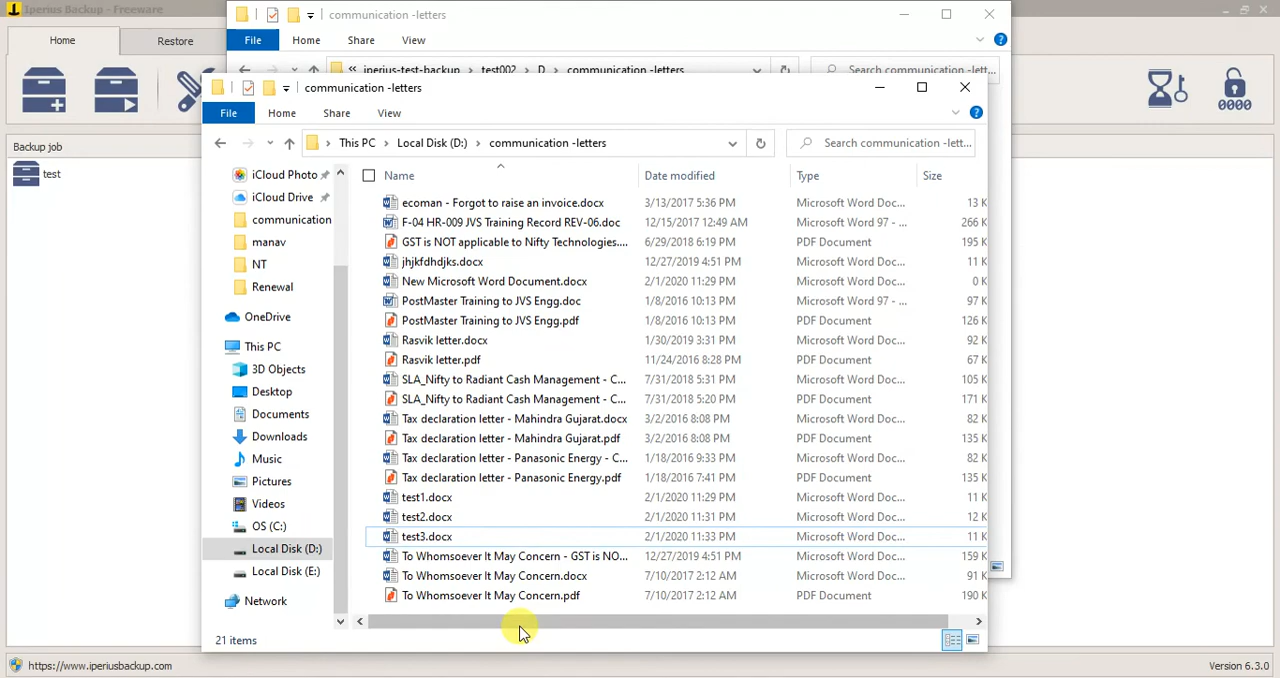 Iperius Backup - Freeware
Home
Restore
0000
Backup job
test
communication -letters
File
Home
Share
View
« iperius-test-backup › test002 › D › communication -letters
Search communication -lett...
communication -letters
File
Home
Share
View
› This PC › Local Disk (D:) › communication -letters
Search communication -lett...
iCloud Photo
iCloud Drive
communication
manav
NT
Renewal
OneDrive
This PC
3D Objects
Desktop
Documents
Downloads
Music
Pictures
Videos
OS (C:)
Local Disk (D:)
Local Disk (E:)
Network
Name Date modified Type Size
ecoman - Forgot to raise an invoice.docx 3/13/2017 5:36 PM Microsoft Word Doc... 13 K
F-04 HR-009 JVS Training Record REV-06.doc 12/15/2017 12:49 AM Microsoft Word 97 - ... 266 K
GST is NOT applicable to Nifty Technologies.... 6/29/2018 6:19 PM PDF Document 195 K
jhjkfdhdjks.docx 12/27/2019 4:51 PM Microsoft Word Doc... 11 K
New Microsoft Word Document.docx 2/1/2020 11:29 PM Microsoft Word Doc... 0 K
PostMaster Training to JVS Engg.doc 1/8/2016 10:13 PM Microsoft Word 97 - ... 97 K
PostMaster Training to JVS Engg.pdf 1/8/2016 10:13 PM PDF Document 126 K
Rasvik letter.docx 1/30/2019 3:31 PM Microsoft Word Doc... 92 K
Rasvik letter.pdf 11/24/2016 8:28 PM PDF Document 67 K
SLA_Nifty to Radiant Cash Management - C... 7/31/2018 5:31 PM Microsoft Word Doc... 105 K
SLA_Nifty to Radiant Cash Management - C... 7/31/2018 5:20 PM PDF Document 171 K
Tax declaration letter - Mahindra Gujarat.docx 3/2/2016 8:08 PM Microsoft Word Doc... 82 K
Tax declaration letter - Mahindra Gujarat.pdf 3/2/2016 8:08 PM PDF Document 135 K
Tax declaration letter - Panasonic Energy - C... 1/18/2016 9:33 PM Microsoft Word Doc... 82 K
Tax declaration letter - Panasonic Energy.pdf 1/18/2016 7:41 PM PDF Document 135 K
test1.docx 2/1/2020 11:29 PM Microsoft Word Doc... 11 K
test2.docx 2/1/2020 11:31 PM Microsoft Word Doc... 12 K
test3.docx 2/1/2020 11:33 PM Microsoft Word Doc... 11 K
To Whomsoever It May Concern - GST is NO... 12/27/2019 4:51 PM Microsoft Word Doc... 159 K
To Whomsoever It May Concern.docx 7/10/2017 2:12 AM Microsoft Word Doc... 91 K
To Whomsoever It May Concern.pdf 7/10/2017 2:12 AM PDF Document 190 K
21 items
https://www.iperiusbackup.com
Version 6.3.0